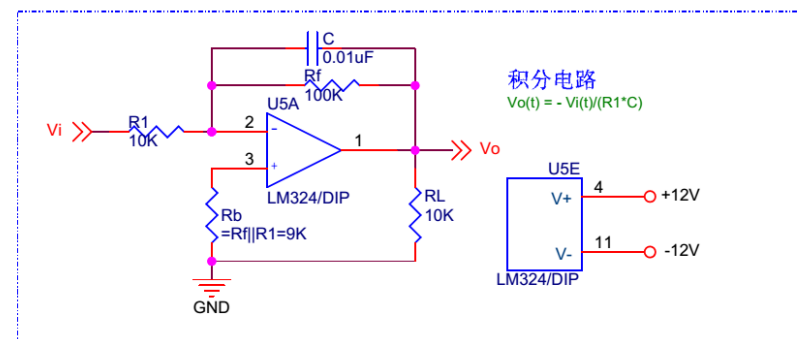 C
0.01uF
Rf
100K
积分电路
Vo(t) = - Vi(t)/(R1*C)
U5A
Vi
R1
10K
2
-
1
Vo
3
+
LM324/DIP
Rb
=Rf||R1=9K
RL
10K
GND
U5E
V+
4
+12V
V-
11
-12V
LM324/DIP